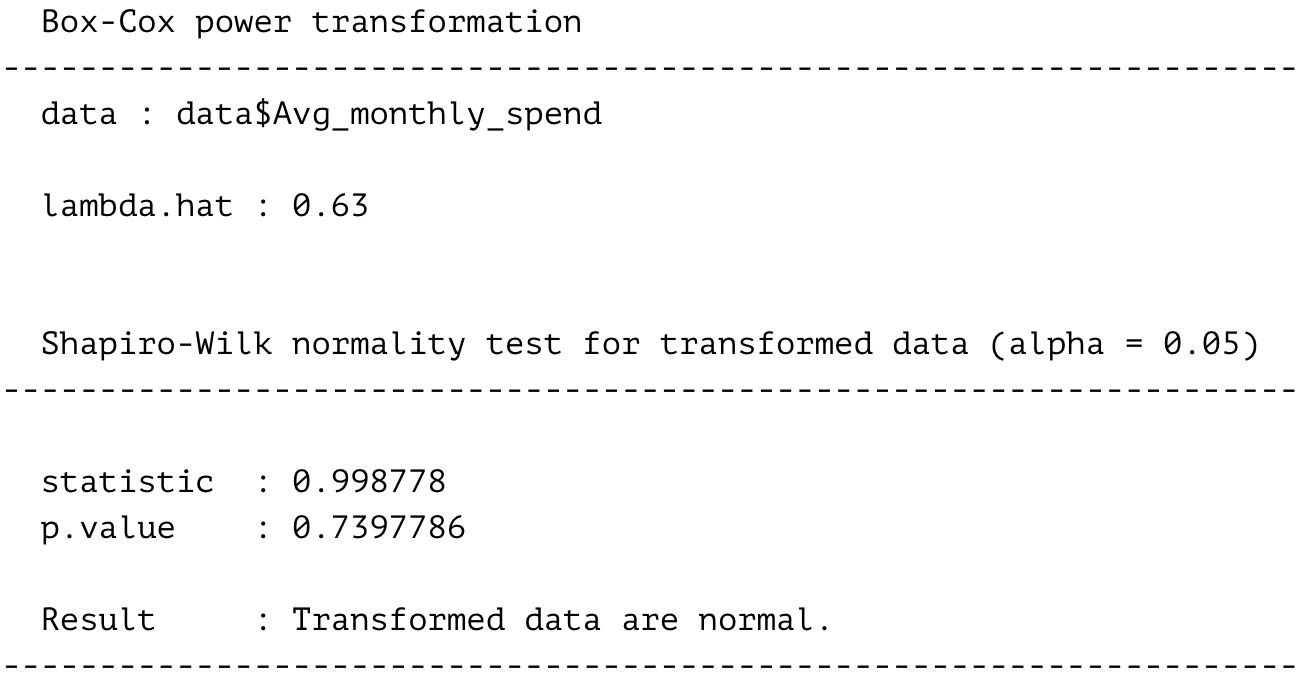 Box-Cox power transformation
-------------------------------------------------------------------
data : data$Avg_monthly_spend
lambda.hat : 0.63
Shapiro-Wilk normality test for transformed data (alpha = 0.05)
-------------------------------------------------------------------
statistic  : 0.998778
p.value    : 0.7397786
Result     : Transformed data are normal.
-------------------------------------------------------------------